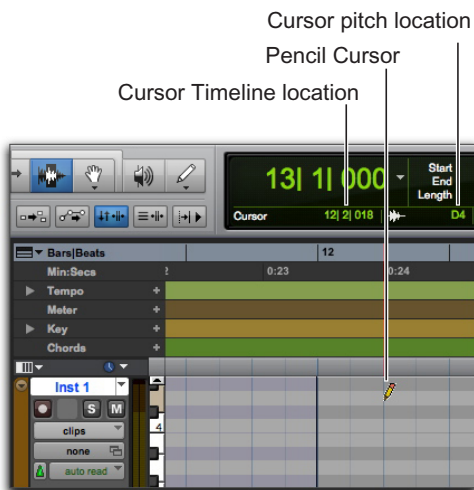 Cursor pitch location
Pencil Cursor
Cursor Timeline location
13| 1| 000
Start
End
Length
Cursor 12| 2| 018 D4
Bars|Beats 12
Min:Secs 0:23 0:24
Tempo
Meter
Key
Chords
Inst 1
S M
4
clips
none
auto read